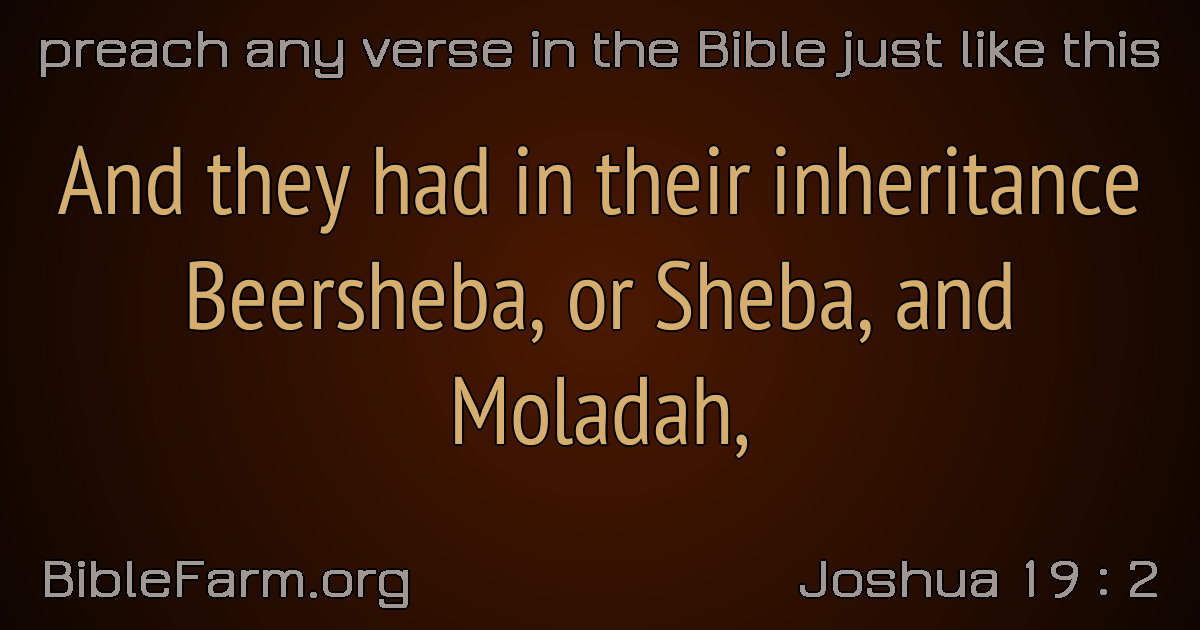 preach any verse in the Bible just like this
And they had in their inheritance
Beersheba, or Sheba, and
Moladah,
BibleFarm.org
Joshua 19 : 2